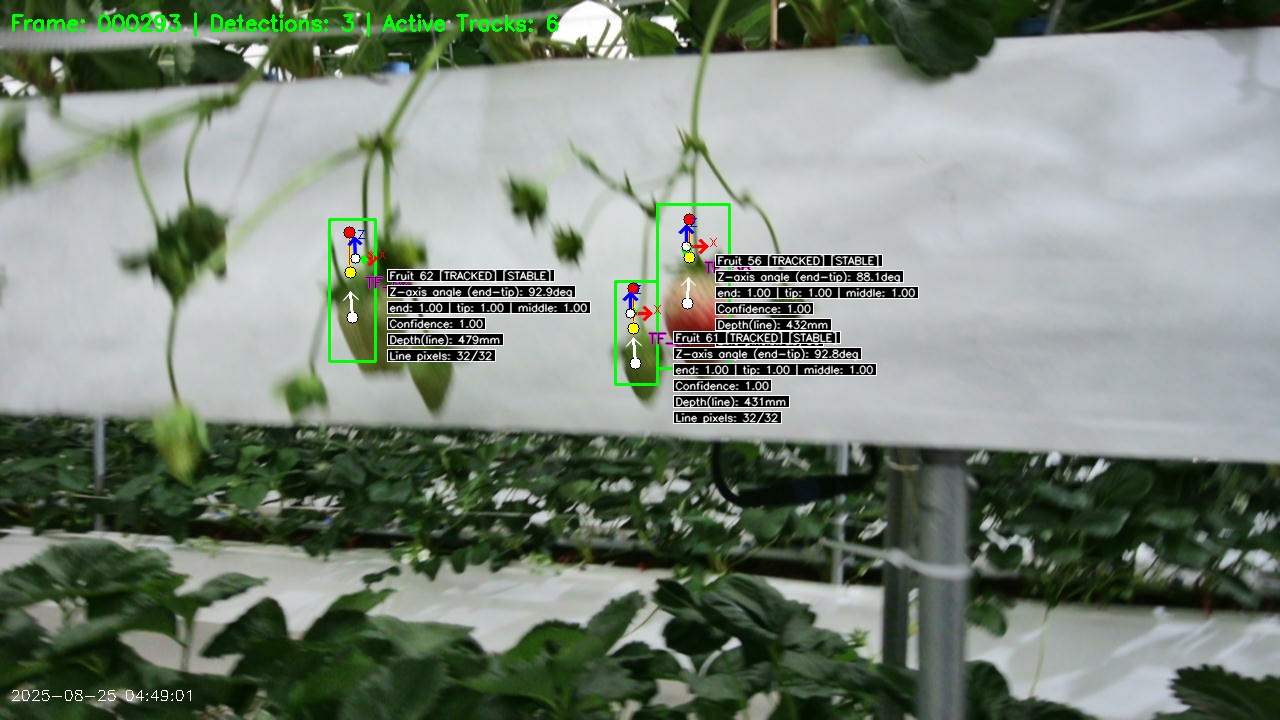 Frame: 000293 | Detections: 3 | Active Tracks: 6
Z
X
TF_
Fruit 62 [TRACKED] [STABLE]
Z-axis angle (end-tip): 92.9deg
end: 1.00 | tip: 1.00 | middle: 1.00
Confidence: 1.00
Depth(line): 479mm
Line pixels: 32/32
X
Fruit 56 [TRACKED] [STABLE]
Z-axis angle (end-tip): 88.1deg
end: 1.00 | tip: 1.00 | middle: 1.00
Confidence: 1.00
Depth(line): 432mm
X
TF_
Fruit 61 [TRACKED] [STABLE]
Z-axis angle (end-tip): 92.8deg
end: 1.00 | tip: 1.00 | middle: 1.00
Confidence: 1.00
Depth(line): 431mm
Line pixels: 32/32
2025-08-25 04:49:01